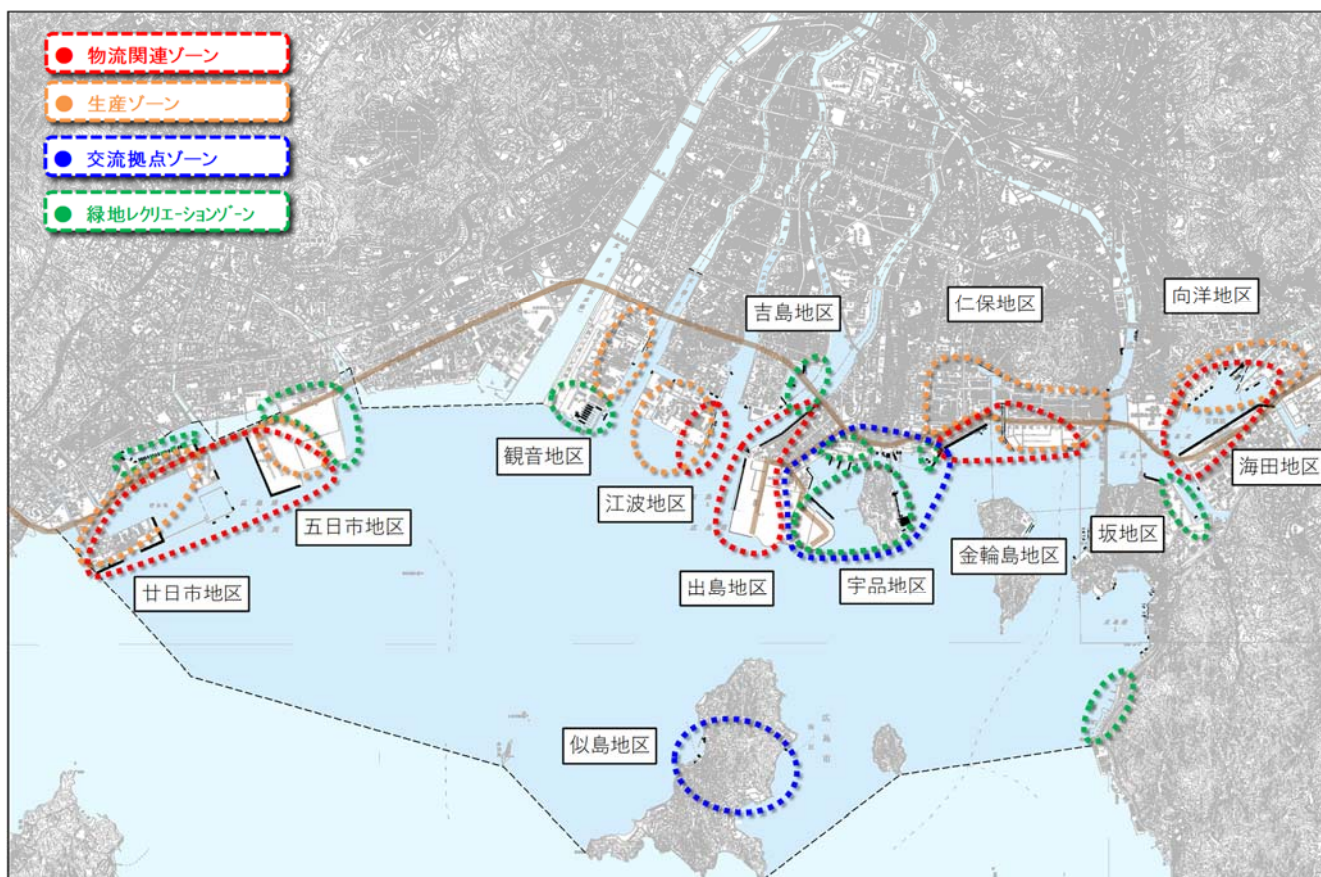 物流関連ゾーン
生産ゾーン
交流拠点ゾーン
緑地レクリエーションゾーン
向洋地区
吉島地区
仁保地区
観音地区
海田地区
江波地区
五日市地区
坂地区
金輪島地区
廿日市地区
出島地区
宇品地区
似島地区
広島市